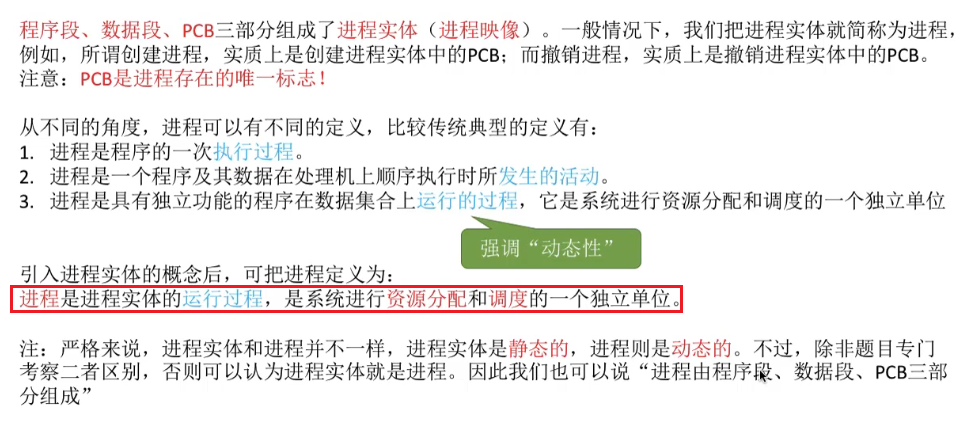 程序段、数据段、PCB三部分组成了进程实体（进程映像）。一般情况下，我们把进程实体就简称为进程，
例如，所谓创建进程，实质上是创建进程实体中的PCB；而撤销进程，实质上是撤销进程实体中的PCB。
注意：PCB是进程存在的唯一标志！
从不同的角度，进程可以有不同的定义，比较传统典型的定义有：
1. 进程是程序的一次执行过程。
2. 进程是一个程序及其数据在处理机上顺序执行时所发生的活动。
3. 进程是具有独立功能的程序在数据集合上运行的过程，它是系统进行资源分配和调度的一个独立单位
强调“动态性”
引入进程实体的概念后，可把进程定义为：
进程是进程实体的运行过程，是系统进行资源分配和调度的一个独立单位。
注：严格来说，进程实体和进程并不一样，进程实体是静态的，进程则是动态的。不过，除非题目专门
考察二者区别，否则可以认为进程实体就是进程。因此我们也可以说“进程由程序段、数据段、PCB三部
分组成”